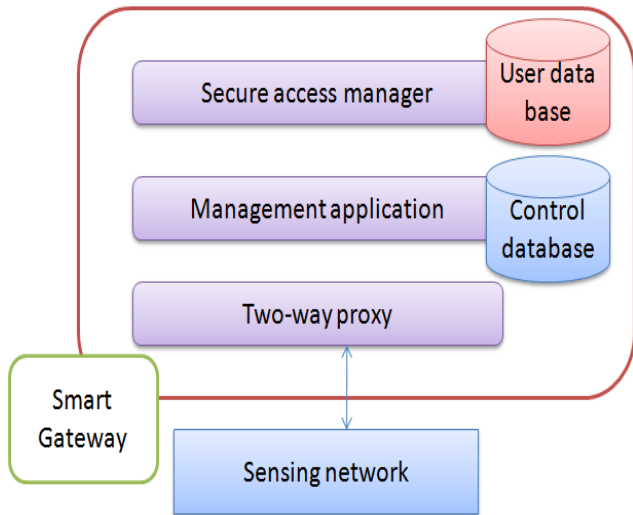 Secure access manager
User data
base
Management application
Control
database
Two-way proxy
Smart
Gateway
Sensing network